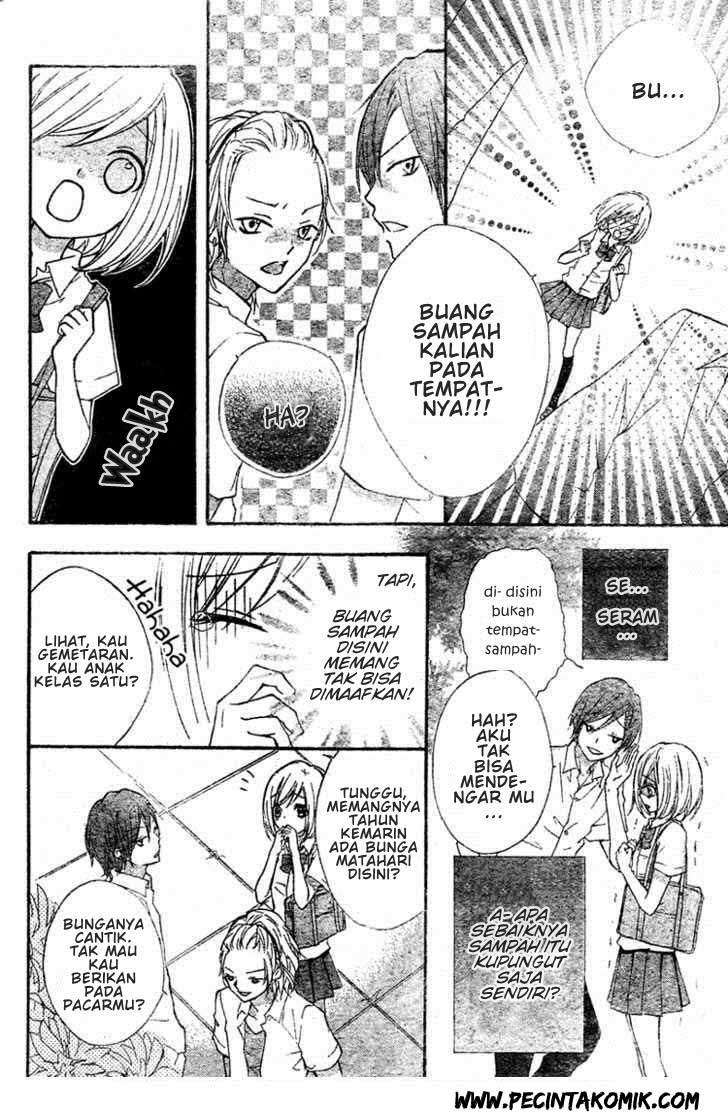 BU...
BUANG
SAMPAH
KALIAN
PADA
TEMPAT-
NYA!!!
HA?
Waakh
SE...
SERAM
...
di- disini
bukan
tempat-
sampah-
HAH?
AKU
TAK
BISA
MENDE-
NGAR MU
...
A- APA
SEBAIKNYA
SAMPAH ITU
KUPUNGUT
SAJA
SENDIRI?
TAPI,
BUANG
SAMPAH
DISINI
MEMANG
TAK BISA
DIMAAFKAN!
Hahaha
LIHAT, KAU
GEMETARAN.
KAU ANAK
KELAS SATU?
TUNGGU,
MEMANGNYA
TAHUN
KEMARIN
ADA BUNGA
MATAHARI
DISINI?
BUNGANYA
CANTIK.
TAK MAU
KAU
BERIKAN
PADA
PACARMU?
WWW.PECINTAKOMIK.COM